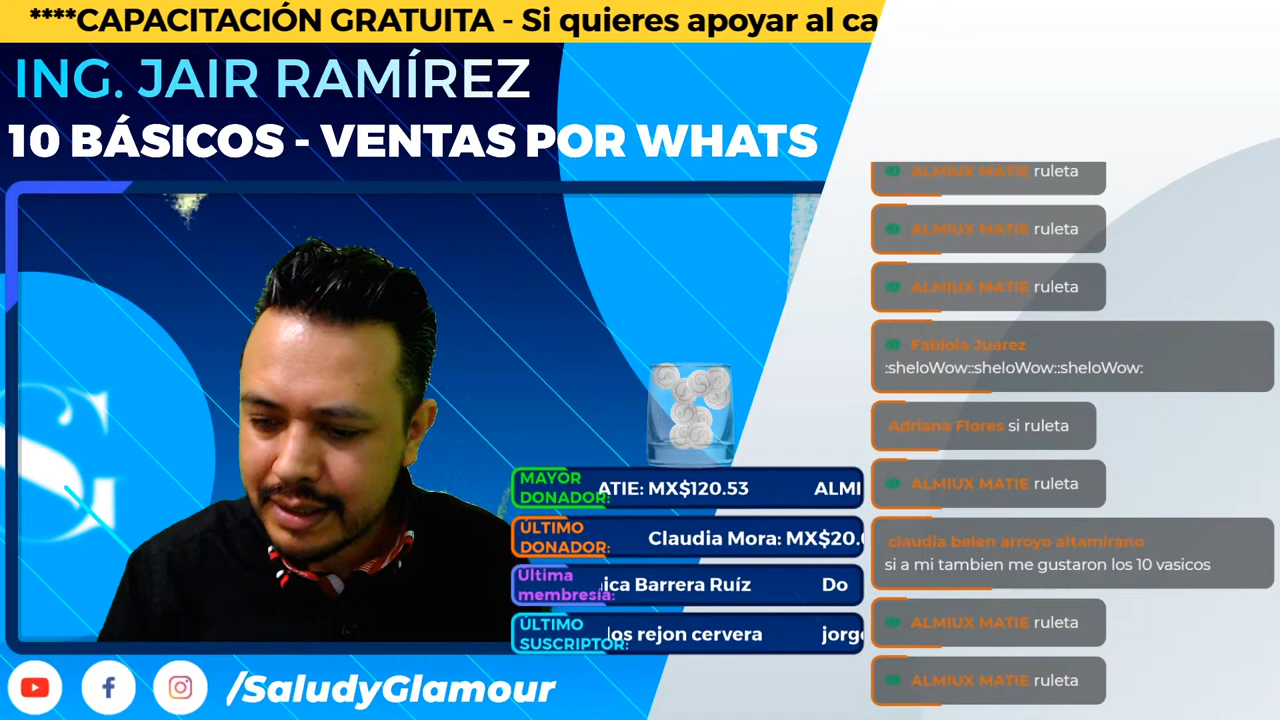 ****CAPACITACIÓN GRATUITA - Si quieres apoyar al ca
ING. JAIR RAMÍREZ
10 BÁSICOS - VENTAS POR WHATS
MAYOR
DONADOR:
ATIE: MX$120.53 ALMI
ÚLTIMO
DONADOR:
Claudia Mora: MX$20.0
Última
membresía:
ica Barrera Ruíz Do
ÚLTIMO
SUSCRIPTOR:
los rejon cervera jorge
/SaludyGlamour
ALMIUX MATIE ruleta
ALMIUX MATIE ruleta
ALMIUX MATIE ruleta
Fabiola Juarez
:sheloWow::sheloWow::sheloWow:
Adriana Flores si ruleta
ALMIUX MATIE ruleta
claudia belen arroyo altamirano
si a mi tambien me gustaron los 10 vasicos
ALMIUX MATIE ruleta
ALMIUX MATIE ruleta